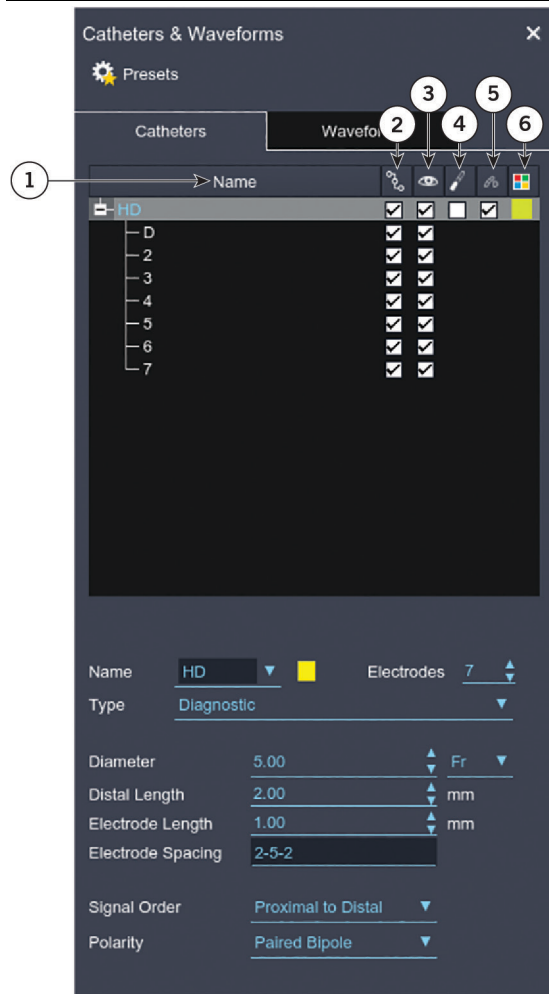 Catheters & Waveforms
Presets
Catheters
3
5
2
4
6
1
Name
HD
D
2
3
4
5
6
7
Name HD Electrodes 7
Type Diagnostic
Diameter 5.00 Fr
Distal Length 2.00 mm
Electrode Length 1.00 mm
Electrode Spacing 2-5-2
Signal Order Proximal to Distal
Polarity Paired Bipole